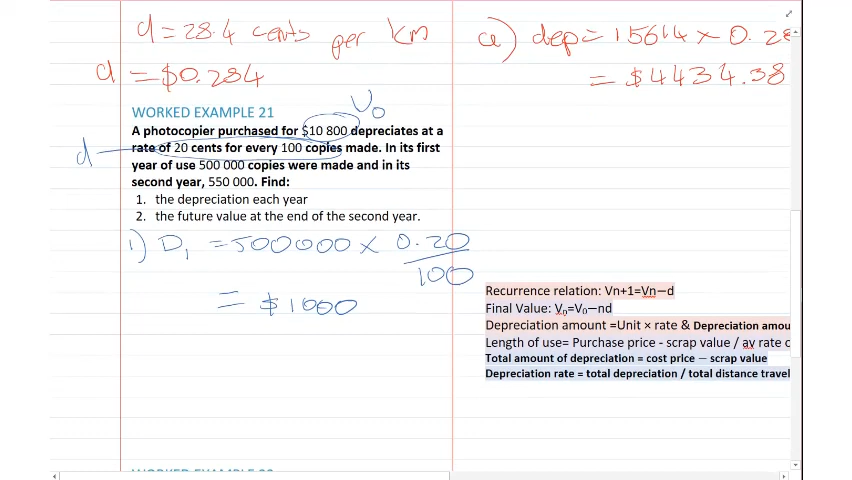 d = 28.4 cents per km
d = $0.284
a) dep = 15614 × 0.28
= $4434.38
V₀
WORKED EXAMPLE 21
A photocopier purchased for $10 800 depreciates at a
d
rate of 20 cents for every 100 copies made. In its first
year of use 500 000 copies were made and in its
second year, 550 000. Find:
1. the depreciation each year
2. the future value at the end of the second year.
1) D₁ = 500000 × 0.20
100
= $1000
Recurrence relation: Vn+1=Vn−d
Final Value: V₀=V₀−nd
Depreciation amount =Unit × rate & Depreciation amou
Length of use= Purchase price - scrap value / av rate
Total amount of depreciation = cost price − scrap value
Depreciation rate = total depreciation / total distance travel